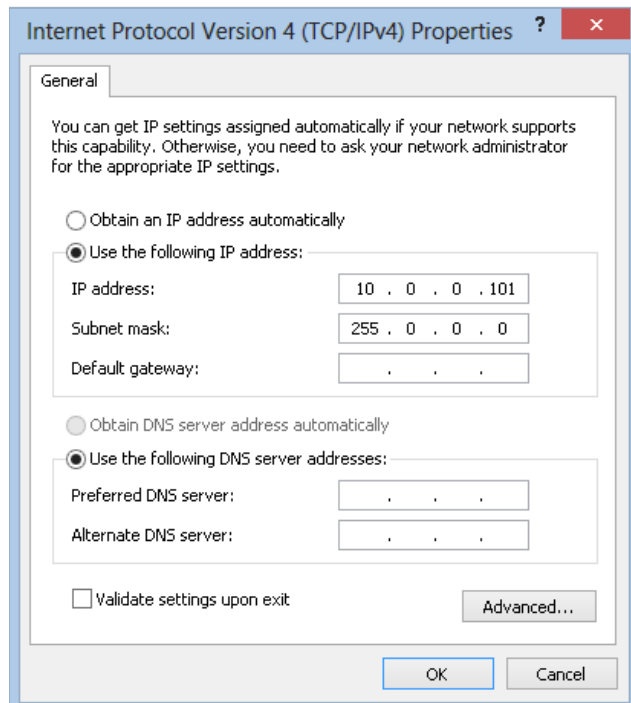 Internet Protocol Version 4 (TCP/IPv4) Properties ?
General
You can get IP settings assigned automatically if your network supports
this capability. Otherwise, you need to ask your network administrator
for the appropriate IP settings.
Obtain an IP address automatically
Use the following IP address:
IP address: 10 . 0 . 0 . 101
Subnet mask: 255 . 0 . 0 . 0
Default gateway: . . .
Obtain DNS server address automatically
Use the following DNS server addresses:
Preferred DNS server: . . .
Alternate DNS server: . . .
Validate settings upon exit
Advanced...
OK Cancel